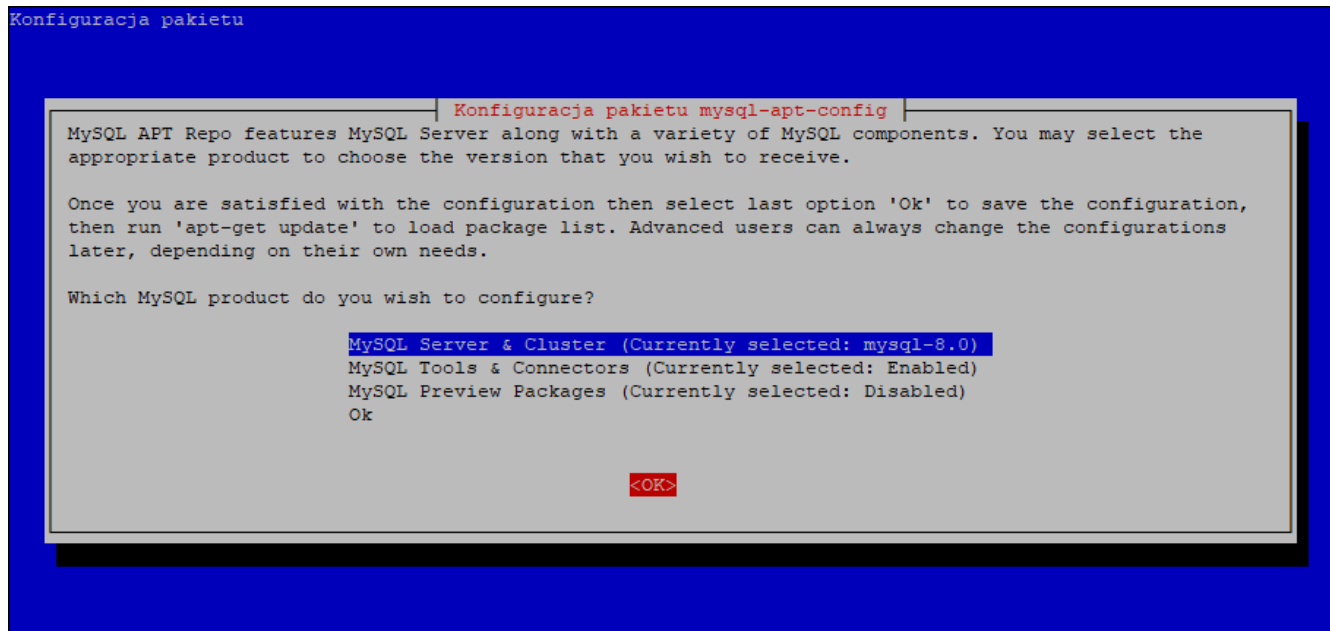 Konfiguracja pakietu
Konfiguracja pakietu mysql-apt-config
MySQL APT Repo features MySQL Server along with a variety of MySQL components. You may select the
appropriate product to choose the version that you wish to receive.
Once you are satisfied with the configuration then select last option 'Ok' to save the configuration,
then run 'apt-get update' to load package list. Advanced users can always change the configurations
later, depending on their own needs.
Which MySQL product do you wish to configure?
MySQL Server & Cluster (Currently selected: mysql-8.0)
MySQL Tools & Connectors (Currently selected: Enabled)
MySQL Preview Packages (Currently selected: Disabled)
Ok
<OK>